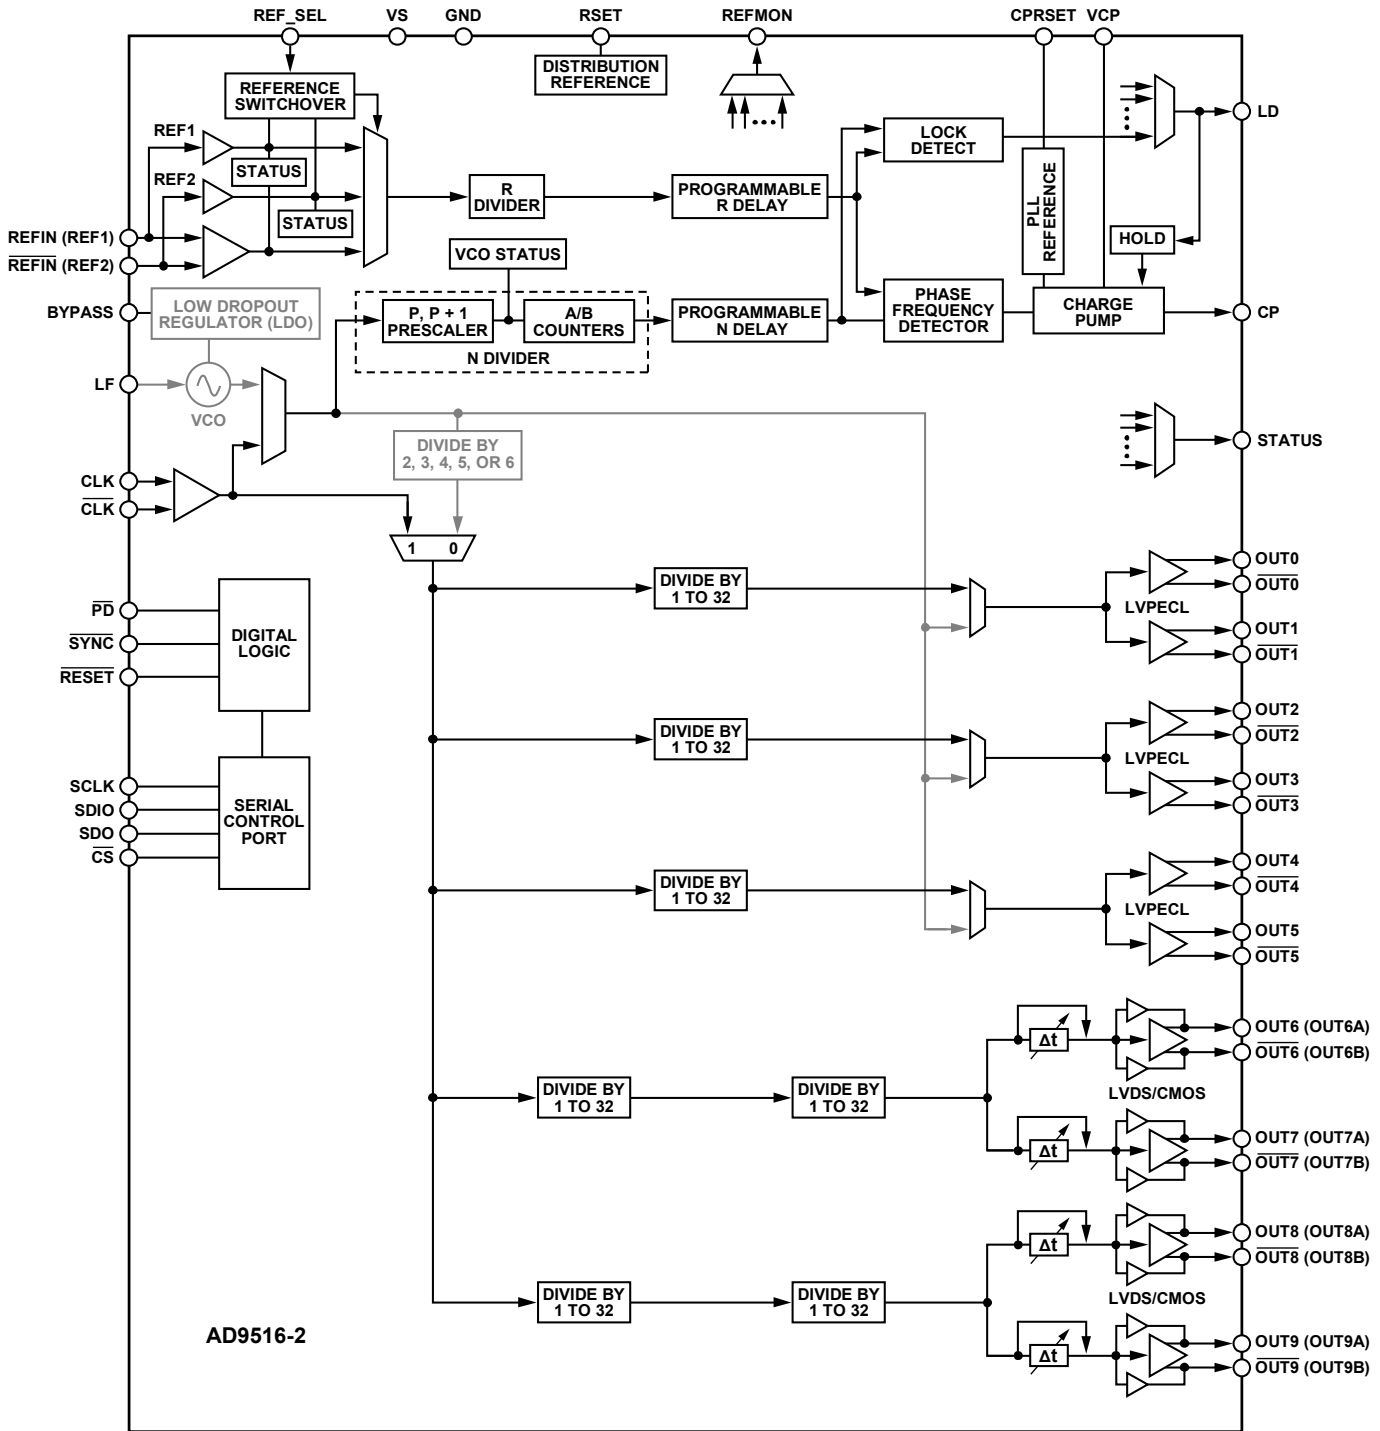 REF_SEL
VS
GND
RSET
REFMON
CPRSET
VCP
REFERENCE
SWITCHOVER
DISTRIBUTION
REFERENCE
REF1
STATUS
REF2
STATUS
REFIN (REF1)
REFIN (REF2)
R
DIVIDER
PROGRAMMABLE
R DELAY
LOCK
DETECT
PLL
REFERENCE
LD
HOLD
VCO STATUS
BYPASS
LOW DROPOUT
REGULATOR (LDO)
P, P + 1
PRESCALER
A/B
COUNTERS
N DIVIDER
PROGRAMMABLE
N DELAY
PHASE
FREQUENCY
DETECTOR
CHARGE
PUMP
CP
LF
VCO
DIVIDE BY
2, 3, 4, 5, OR 6
STATUS
CLK
CLK
1 0
PD
SYNC
RESET
DIGITAL
LOGIC
SCLK
SDIO
SDO
CS
SERIAL
CONTROL
PORT
DIVIDE BY
1 TO 32
LVPECL
OUT0
OUT0
OUT1
OUT1
DIVIDE BY
1 TO 32
LVPECL
OUT2
OUT2
OUT3
OUT3
DIVIDE BY
1 TO 32
LVPECL
OUT4
OUT4
OUT5
OUT5
DIVIDE BY
1 TO 32
DIVIDE BY
1 TO 32
Δt
Δt
LVDS/CMOS
OUT6 (OUT6A)
OUT6 (OUT6B)
OUT7 (OUT7A)
OUT7 (OUT7B)
DIVIDE BY
1 TO 32
DIVIDE BY
1 TO 32
Δt
Δt
LVDS/CMOS
OUT8 (OUT8A)
OUT8 (OUT8B)
OUT9 (OUT9A)
OUT9 (OUT9B)
AD9516-2